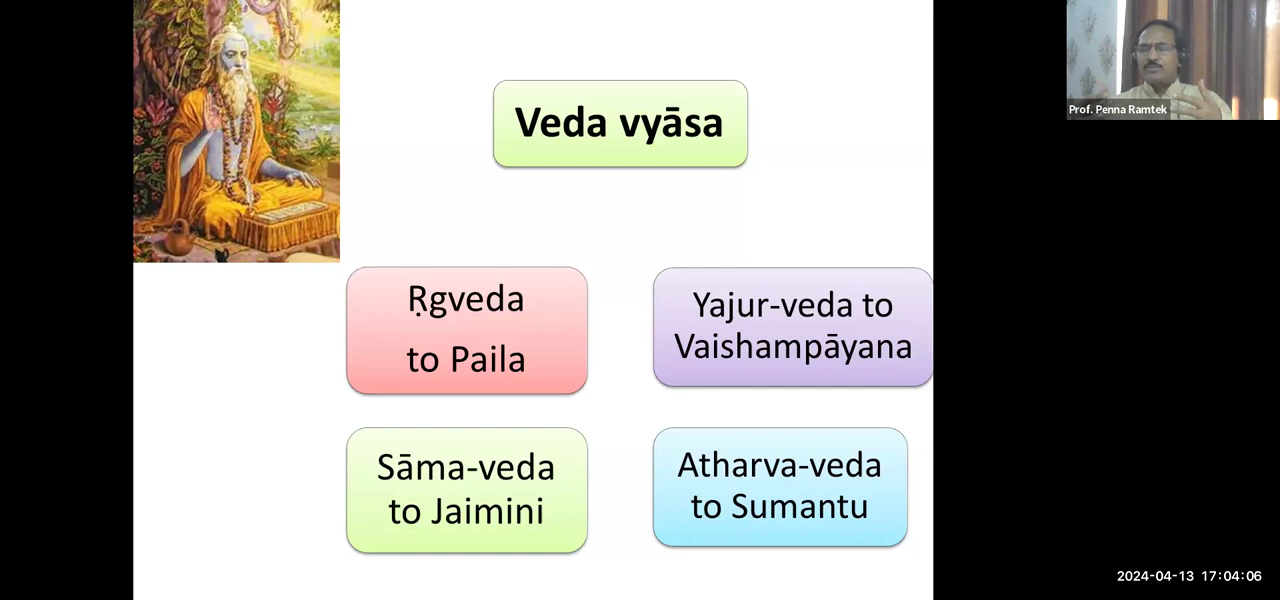 Veda vyāsa
Prof. Penna Ramtek
Ṛgveda
to Paila
Yajur-veda to
Vaishampāyana
Sāma-veda
to Jaimini
Atharva-veda
to Sumantu
2024-04-13 17:04:06